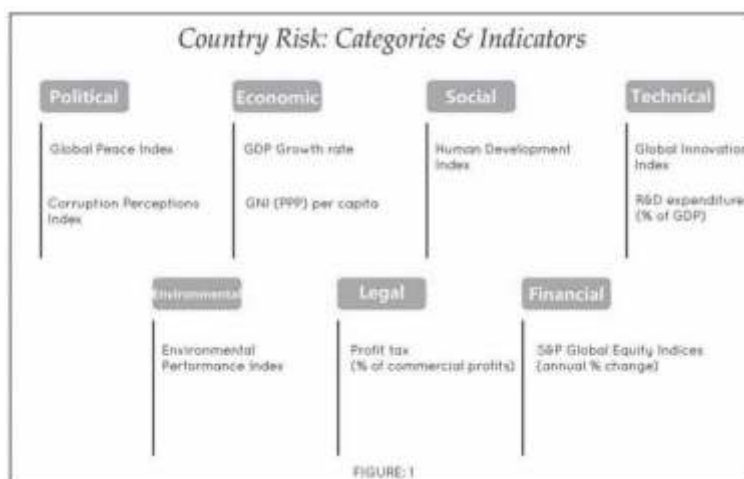 Country Risk: Categories & Indicators
Political
Economic
Social
Technical
Global Peace Index
GDP Growth rate
Human Development
Index
Global Innovation
Index
Corruption Perceptions
Index
GNI (PPP) per capita
R&D expenditure
(% of GDP)
Environmental
Legal
Financial
Environmental
Performance Index
Profit tax
(% of commercial profits)
S&P Global Equity Indices
(annual % change)
FIGURE: 1